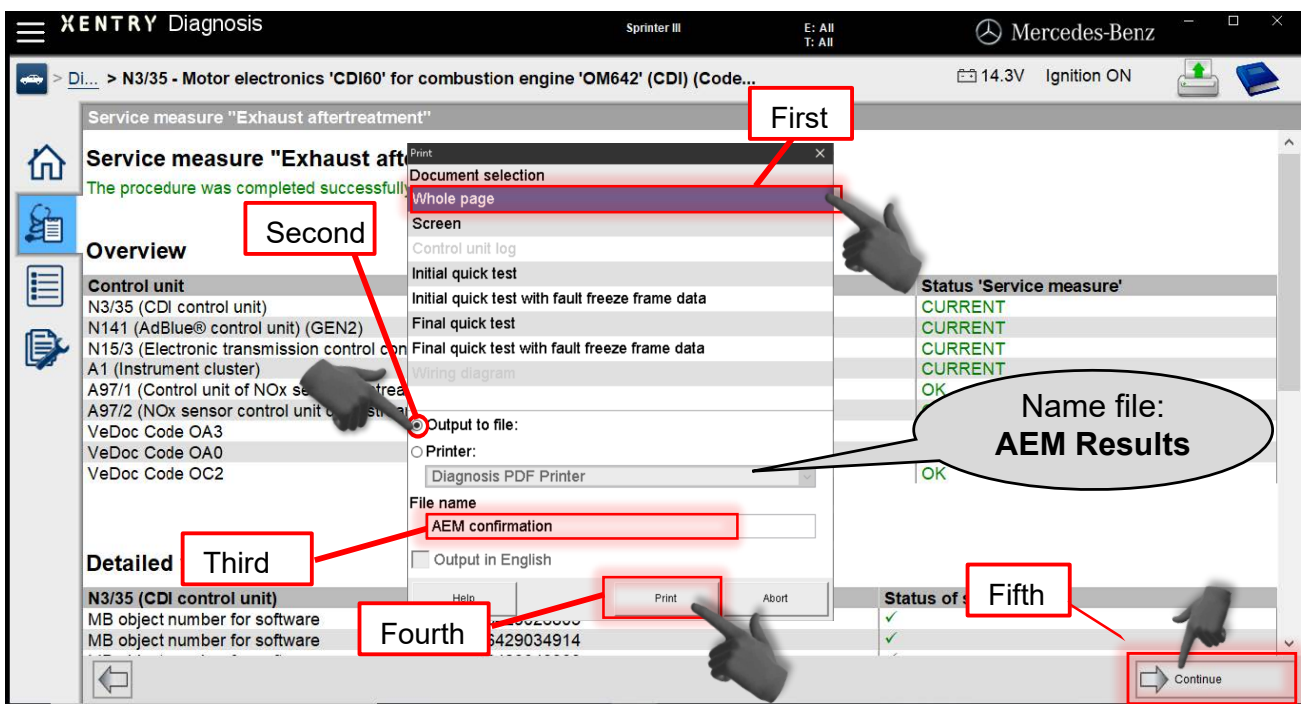 XENTRY Diagnosis
Sprinter III
E: All
T: All
Mercedes-Benz
> Di... > N3/35 - Motor electronics 'CDI60' for combustion engine 'OM642' (CDI) (Code...
14.3V Ignition ON
Service measure "Exhaust aftertreatment"
First
Service measure "Exhaust aft
The procedure was completed successfully
Print
Document selection
Whole page
Screen
Control unit log
Initial quick test
Initial quick test with fault freeze frame data
Final quick test
Final quick test with fault freeze frame data
Wiring diagram
Second
Overview
Control unit Status 'Service measure'
N3/35 (CDI control unit) CURRENT
N141 (AdBlue® control unit) (GEN2) CURRENT
N15/3 (Electronic transmission control con CURRENT
A1 (Instrument cluster) CURRENT
A97/1 (Control unit of NOx OK
A97/2 (NOx sensor control unit
VeDoc Code OA3
VeDoc Code OA0
VeDoc Code OC2 OK
Output to file:
Printer:
Diagnosis PDF Printer
File name
AEM confirmation
Output in English
Help Print Abort
Name file:
AEM Results
Third
Detailed
Fourth
Fifth
N3/35 (CDI control unit) Status of
MB object number for software ✓
MB object number for software 6429034914 ✓
Continue